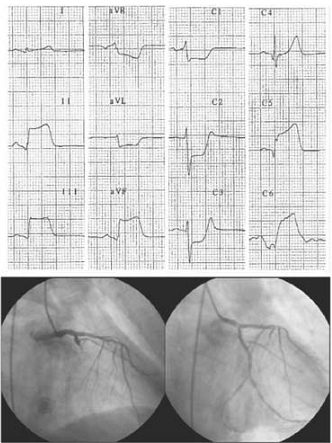 I aVR C1 C4
II aVL C2 C5
III aVF C3 C6